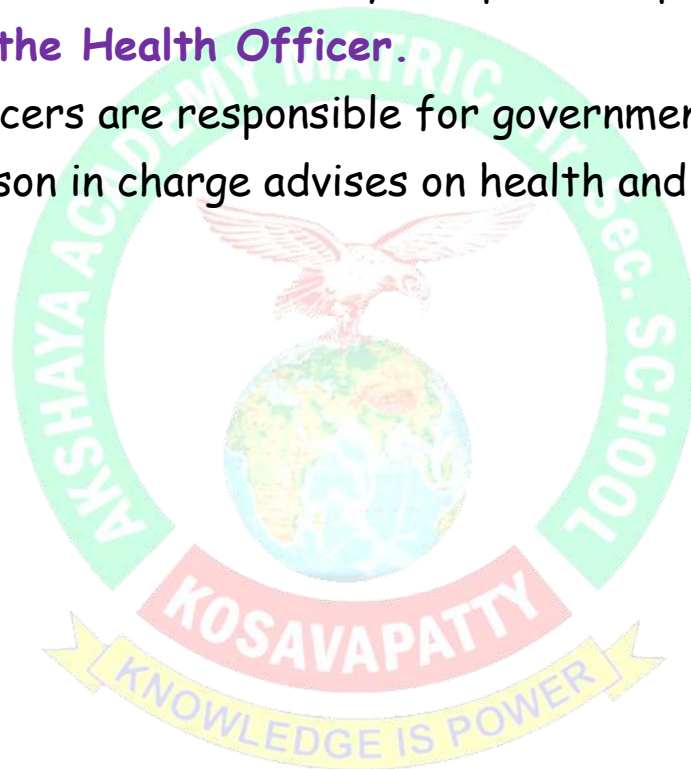 the Health Officer.
cers are responsible for governmen
son in charge advises on health and
AKSHAYA ACADEMY MATRIC. Hr. Sec. SCHOOL
KOSAVAPATTY
KNOWLEDGE IS POWER